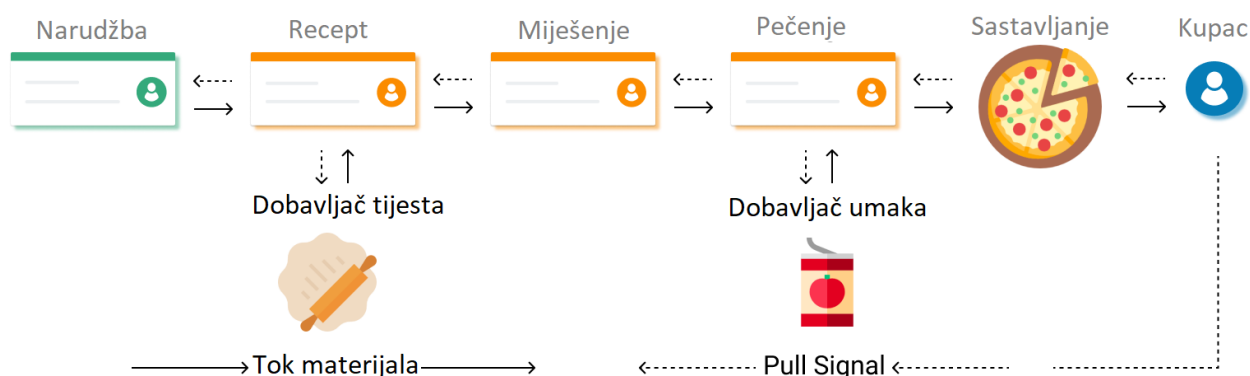 Narudžba
Recept
Miješenje
Pečenje
Sastavljanje
Kupac
Dobavljač tijesta
Dobavljač umaka
Tok materijala
Pull Signal